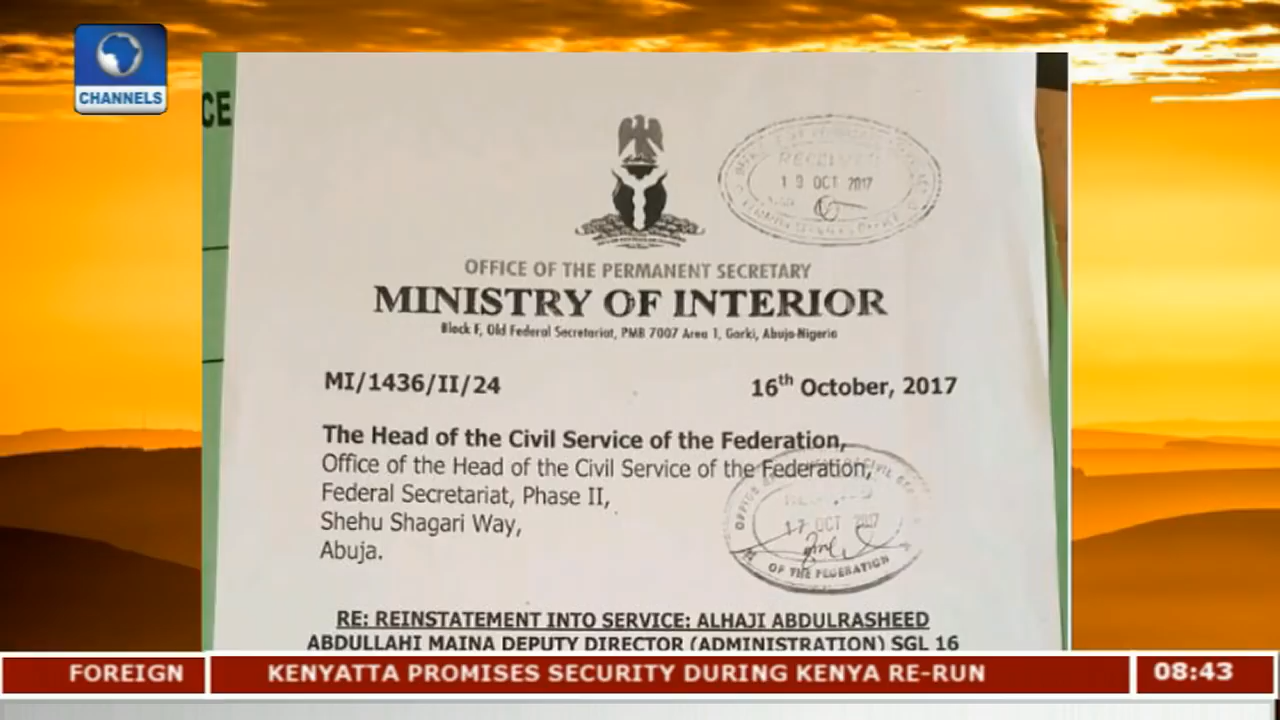 CHANNELS
CE
RECEIVED
19 OCT 2017
OFFICE OF THE PERMANENT SECRETARY
MINISTRY OF INTERIOR
Block F, Old Federal Secretariat, PMB 7007 Area 1, Garki, Abuja-Nigeria
MI/1436/II/24
16th October, 2017
The Head of the Civil Service of the Federation,
Office of the Head of the Civil Service of the Federation,
Federal Secretariat, Phase II,
Shehu Shagari Way,
Abuja.
17 OCT 2017
OF THE FEDERATION
RE: REINSTATEMENT INTO SERVICE: ALHAJI ABDULRASHEED
ABDULLAHI MAINA DEPUTY DIRECTOR (ADMINISTRATION) SGL 16
FOREIGN
KENYATTA PROMISES SECURITY DURING KENYA RE-RUN
08:43